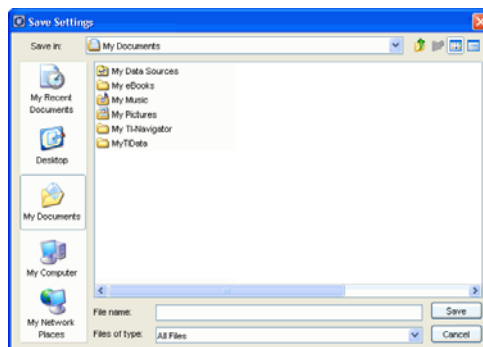 Save Settings
Save in:
My Documents
My Recent
Documents
Desktop
My Documents
My Computer
My Network
Places
My Data Sources
My eBooks
My Music
My Pictures
My TI-Navigator
MyTIData
File name:
Save
Files of type:
All Files
Cancel